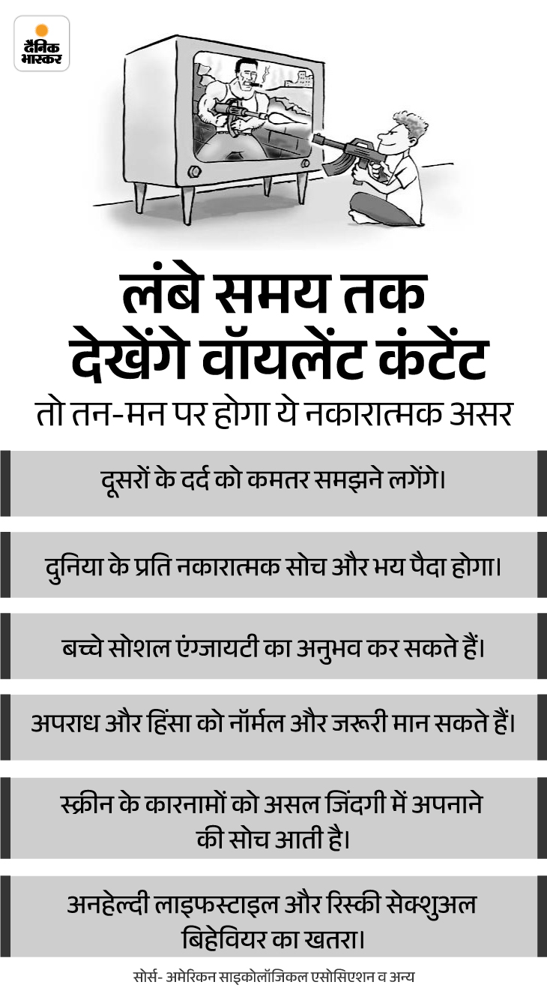 दैनिक
भास्कर
लंबे समय तक
देखेंगे वॉयलेंट कंटेंट
तो तन-मन पर होगा ये नकारात्मक असर
दूसरों के दर्द को कमतर समझने लगेंगे।
दुनिया के प्रति नकारात्मक सोच और भय पैदा होगा।
बच्चे सोशल एंग्जायटी का अनुभव कर सकते हैं।
अपराध और हिंसा को नॉर्मल और जरूरी मान सकते हैं।
स्क्रीन के कारनामों को असल जिंदगी में अपनाने
की सोच आती है।
अनहेल्दी लाइफस्टाइल और रिस्की सेक्शुअल
बिहेवियर का खतरा।
सोर्स- अमेरिकन साइकोलॉजिकल एसोसिएशन व अन्य